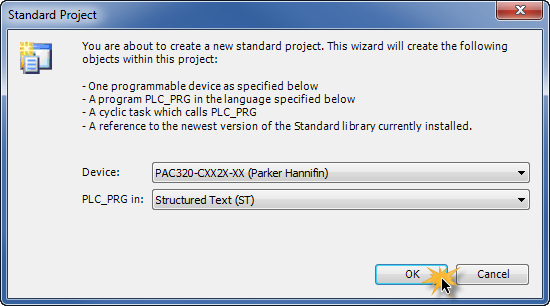 Standard Project
You are about to create a new standard project. This wizard will create the following
objects within this project:
- One programmable device as specified below
- A program PLC_PRG in the language specified below
- A cyclic task which calls PLC_PRG
- A reference to the newest version of the Standard library currently installed.
Device: PAC320-CXX2X-XX (Parker Hannifin)
PLC_PRG in: Structured Text (ST)
OK Cancel